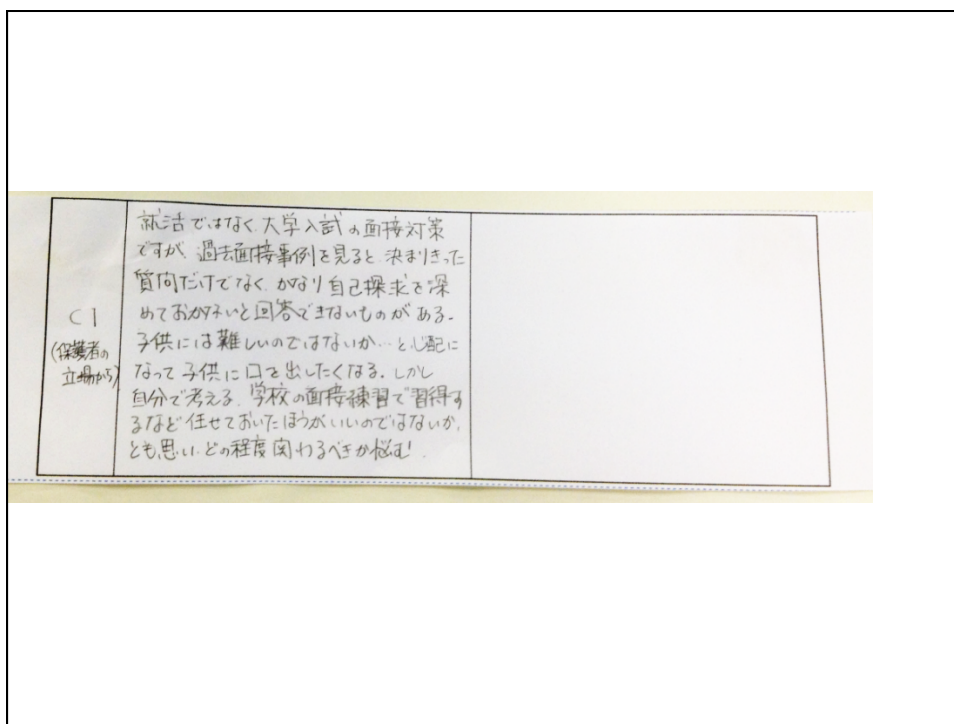 C1
(保護者の
立場から)
就活ではなく、大学入試の面接対策
ですが、過去面接事例を見ると、決まりきった
質問だけでなく、かなり自己探求を深
めておかないと回答できないものがある。
子供には難しいのではないか…と心配に
なって子供に口を出したくなる。しかし
自分で考える、学校の面接練習で習得す
るなど任せておいたほうがいいのではないか、
とも思い、どの程度関わるべきか悩む!